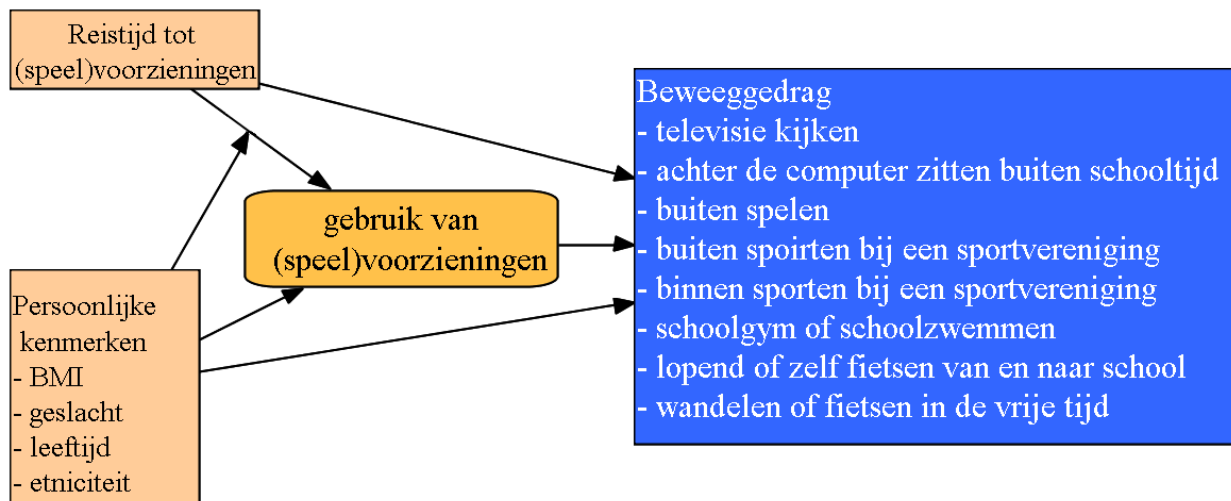 Reistijd tot
(speel)voorzieningen
gebruik van
(speel)voorzieningen
Persoonlijke
kenmerken
- BMI
- geslacht
- leeftijd
- etniciteit
Beweeggedrag
- televisie kijken
- achter de computer zitten buiten schooltijd
- buiten spelen
- buiten spoirten bij een sportvereniging
- binnen sporten bij een sportvereniging
- schoolgym of schoolzwemmen
- lopend of zelf fietsen van en naar school
- wandelen of fietsen in de vrije tijd